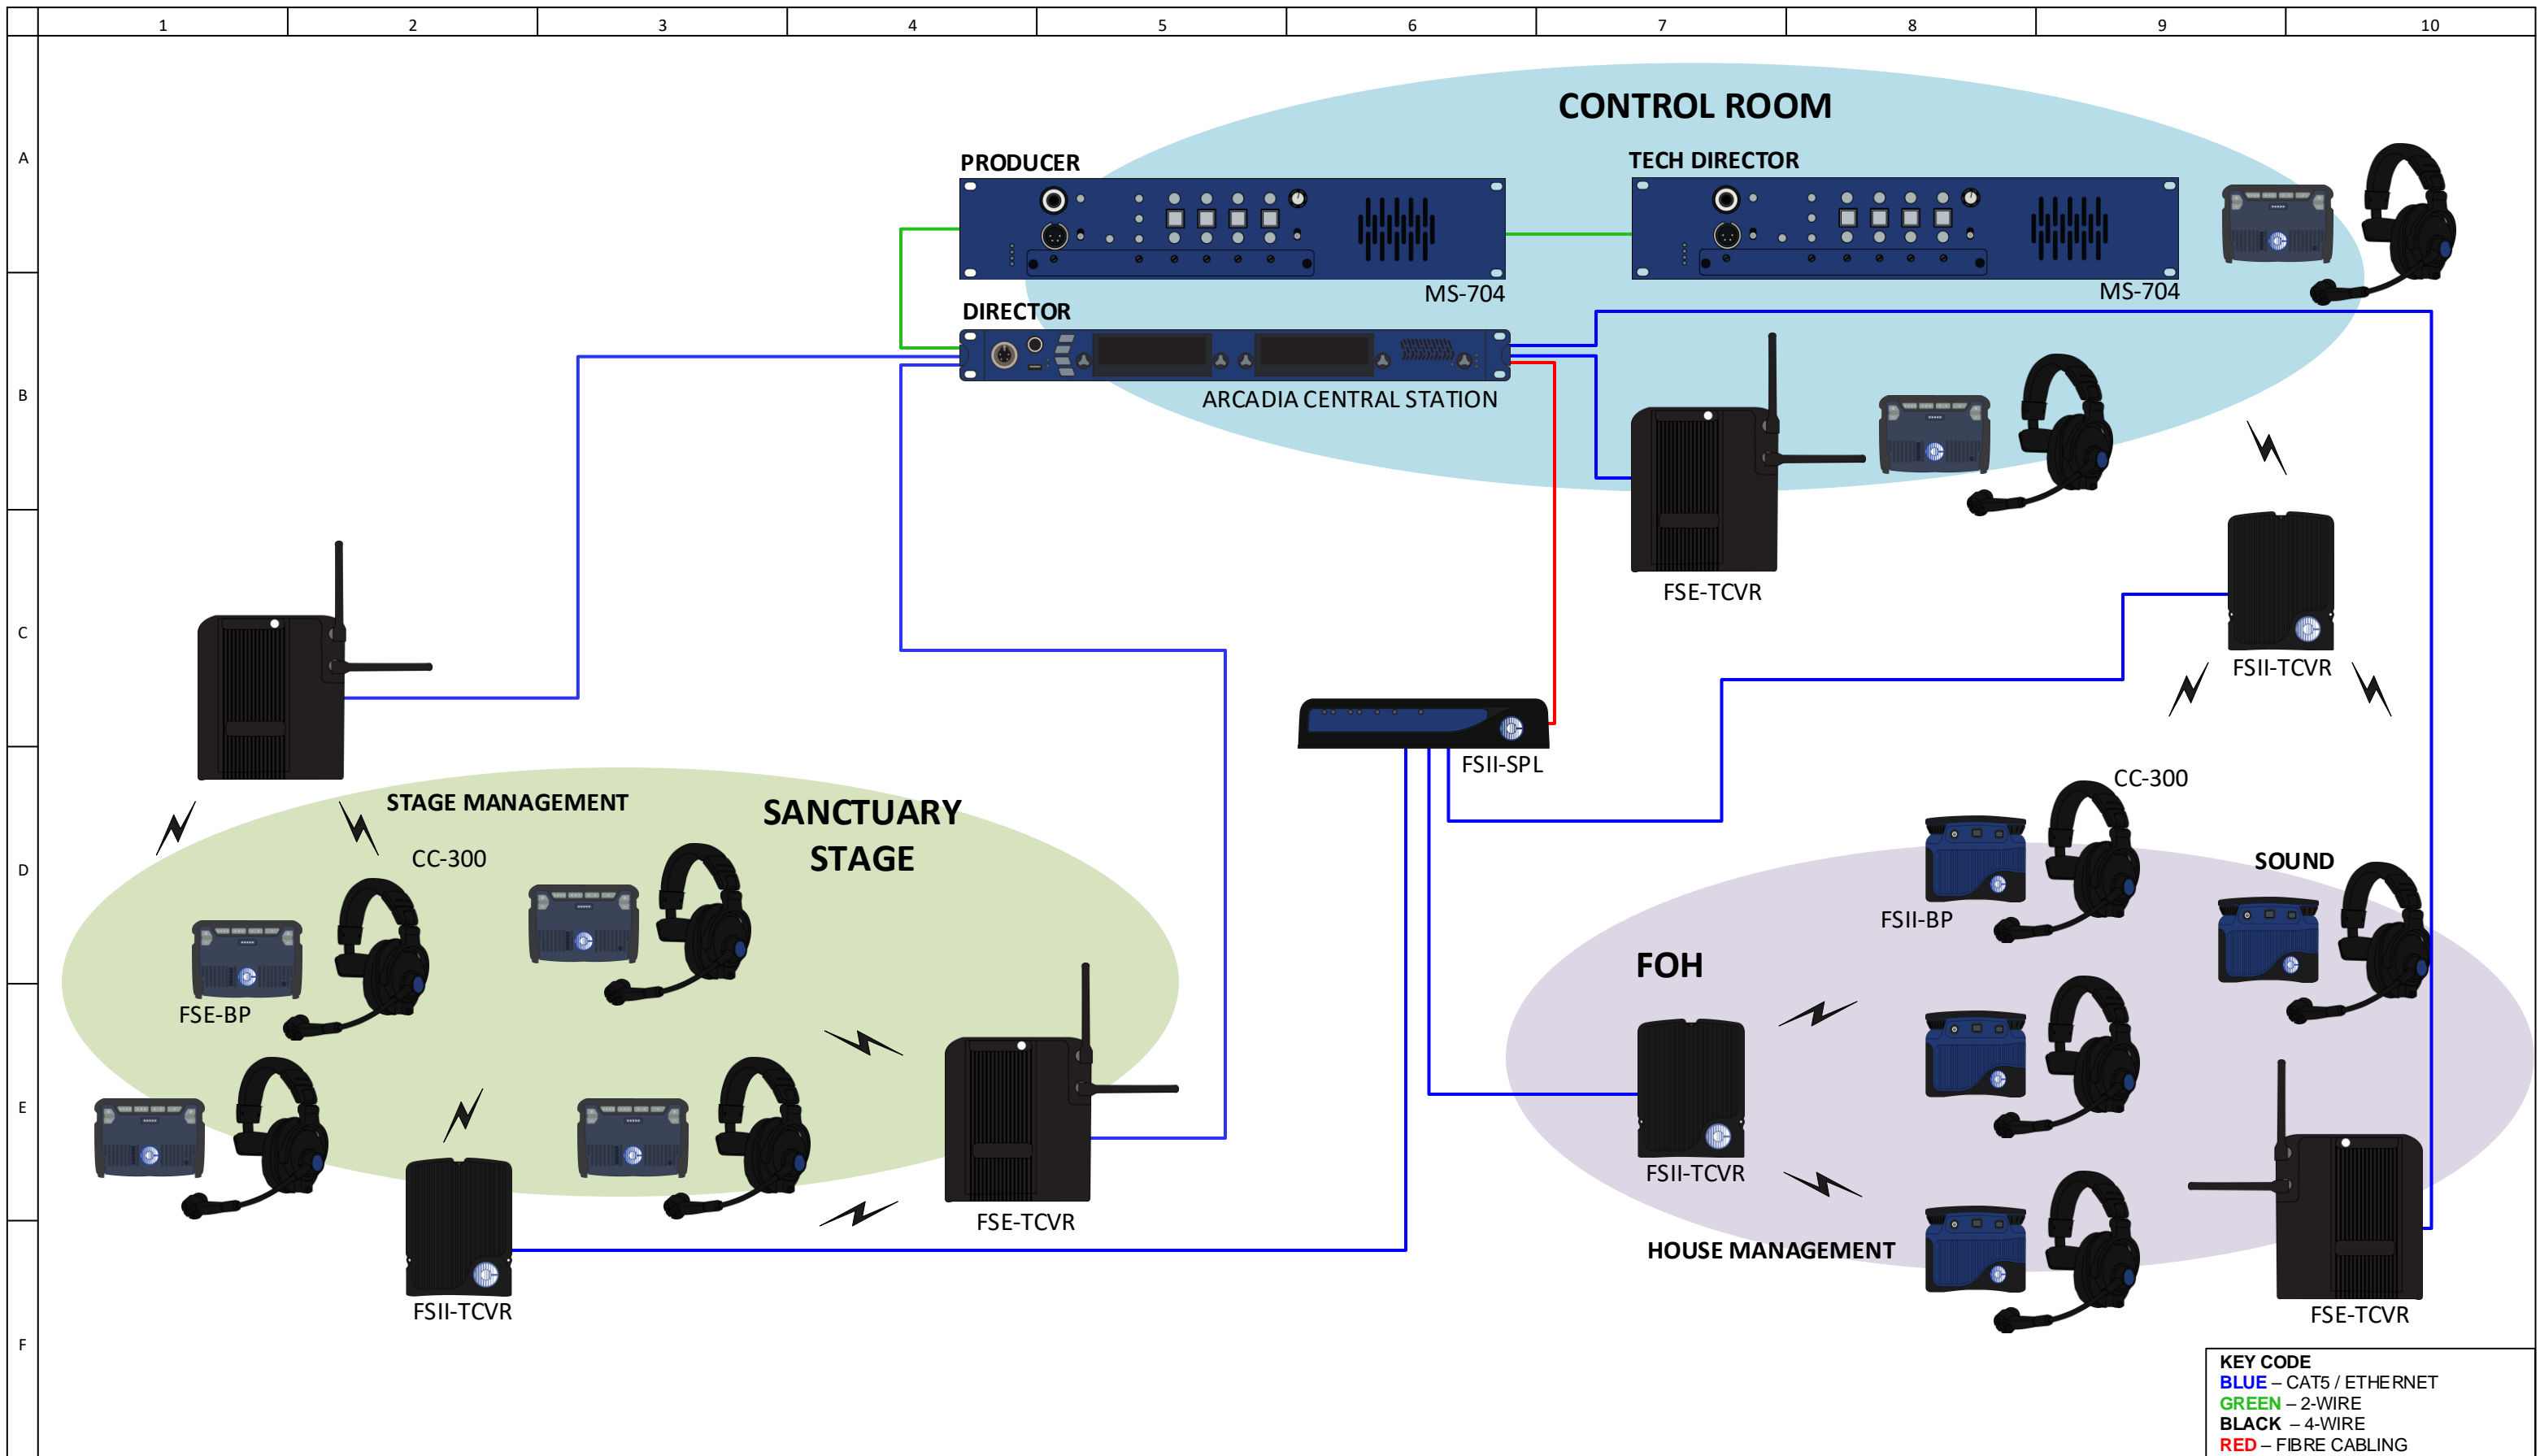 1 2 3 4 5 6 7 8 9 10
A
B
C
D
E
F
CONTROL ROOM
PRODUCER
TECH DIRECTOR
MS-704
MS-704
DIRECTOR
ARCADIA CENTRAL STATION
FSE-TCVR
FSII-TCVR
FSII-SPL
STAGE MANAGEMENT
SANCTUARY
STAGE
CC-300
FSE-BP
FSE-TCVR
FSII-TCVR
CC-300
SOUND
FSII-BP
FOH
FSII-TCVR
HOUSE MANAGEMENT
FSE-TCVR
KEY CODE
BLUE – CAT5 / ETHERNET
GREEN – 2-WIRE
BLACK – 4-WIRE
RED – FIBRE CABLING